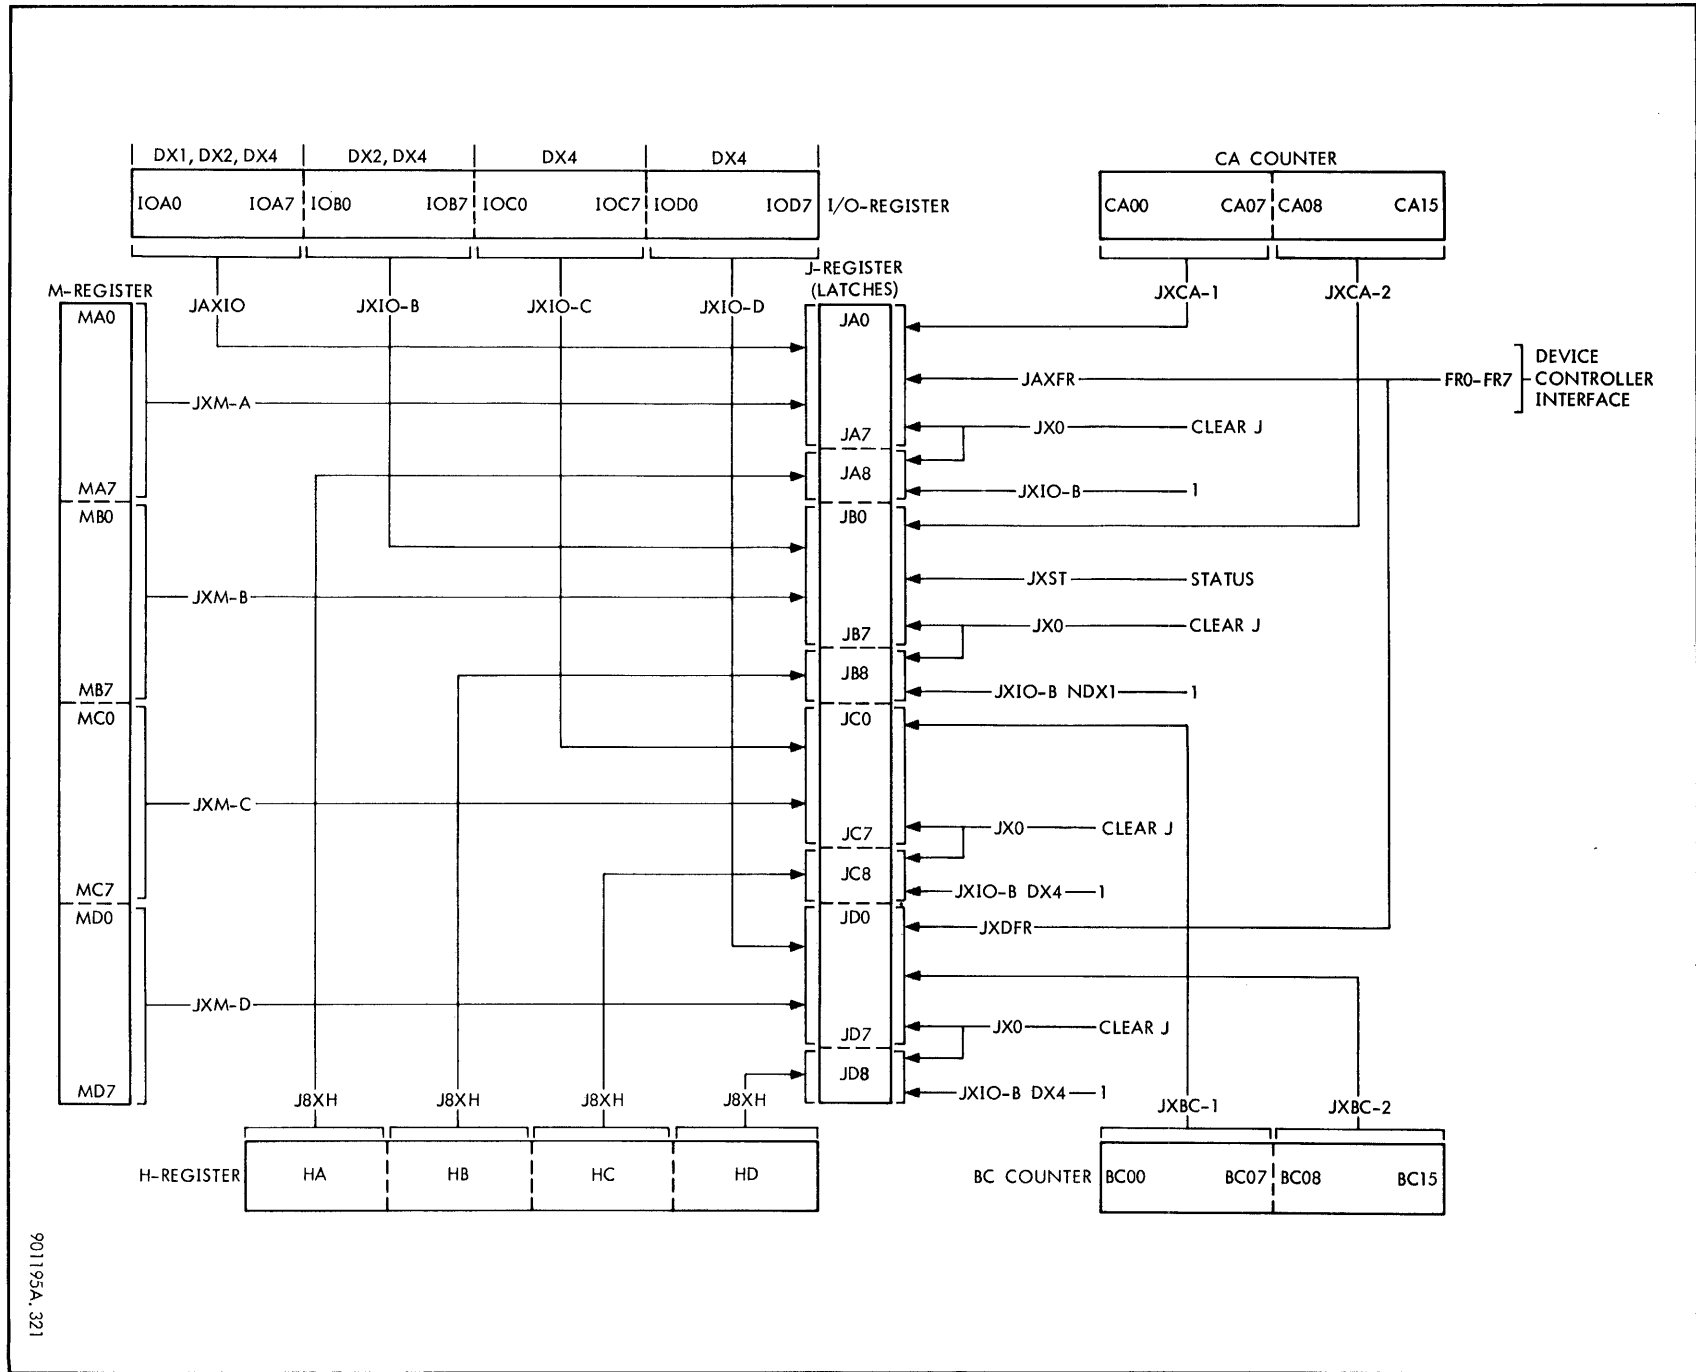 DX1, DX2, DX4 DX2, DX4 DX4 DX4
CA COUNTER
IOA0 IOA7 IOB0 IOB7 IOC0 IOC7 IOD0 IOD7 I/O-REGISTER
CA00 CA07 CA08 CA15
M-REGISTER
J-REGISTER
(LATCHES)
JAXIO JXIO-B JXIO-C JXIO-D
JXCA-1 JXCA-2
MA0
JA0
DEVICE
CONTROLLER
INTERFACE
JAXFR FR0-FR7
JXM-A
JA7 JX0 CLEAR J
JA8
MA7
JXIO-B 1
MB0
JB0
JXST STATUS
JXM-B
JB7 JX0 CLEAR J
JB8
MB7
JXIO-B NDX1 1
MC0
JC0
JXM-C
JC7 JX0 CLEAR J
JC8
MC7
JXIO-B DX4 1
MD0
JD0
JXDFR
JXM-D
JD7 JX0 CLEAR J
JD8
MD7
JXIO-B DX4 1
J8XH J8XH J8XH J8XH
JXBC-1 JXBC-2
H-REGISTER HA HB HC HD
BC COUNTER BC00 BC07 BC08 BC15
901195A. 321